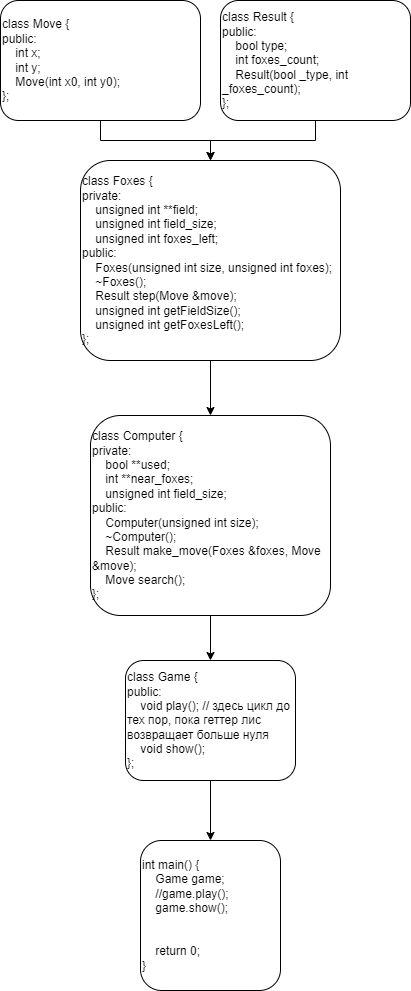 class Move {
public:
    int x;
    int y;
    Move(int x0, int y0);
};
class Result {
public:
    bool type;
    int foxes_count;
    Result(bool _type, int
_foxes_count);
};
class Foxes {
private:
    unsigned int **field;
    unsigned int field_size;
    unsigned int foxes_left;
public:
    Foxes(unsigned int size, unsigned int foxes);
    ~Foxes();
    Result step(Move &move);
    unsigned int getFieldSize();
    unsigned int getFoxesLeft();
};
class Computer {
private:
    bool **used;
    int **near_foxes;
    unsigned int field_size;
public:
    Computer(unsigned int size);
    ~Computer();
    Result make_move(Foxes &foxes, Move
&move);
    Move search();
};
class Game {
public:
    void play(); // здесь цикл до
тех пор, пока геттер лис
возвращает больше нуля
    void show();
};
int main() {
    Game game;
    //game.play();
    game.show();
    return 0;
}